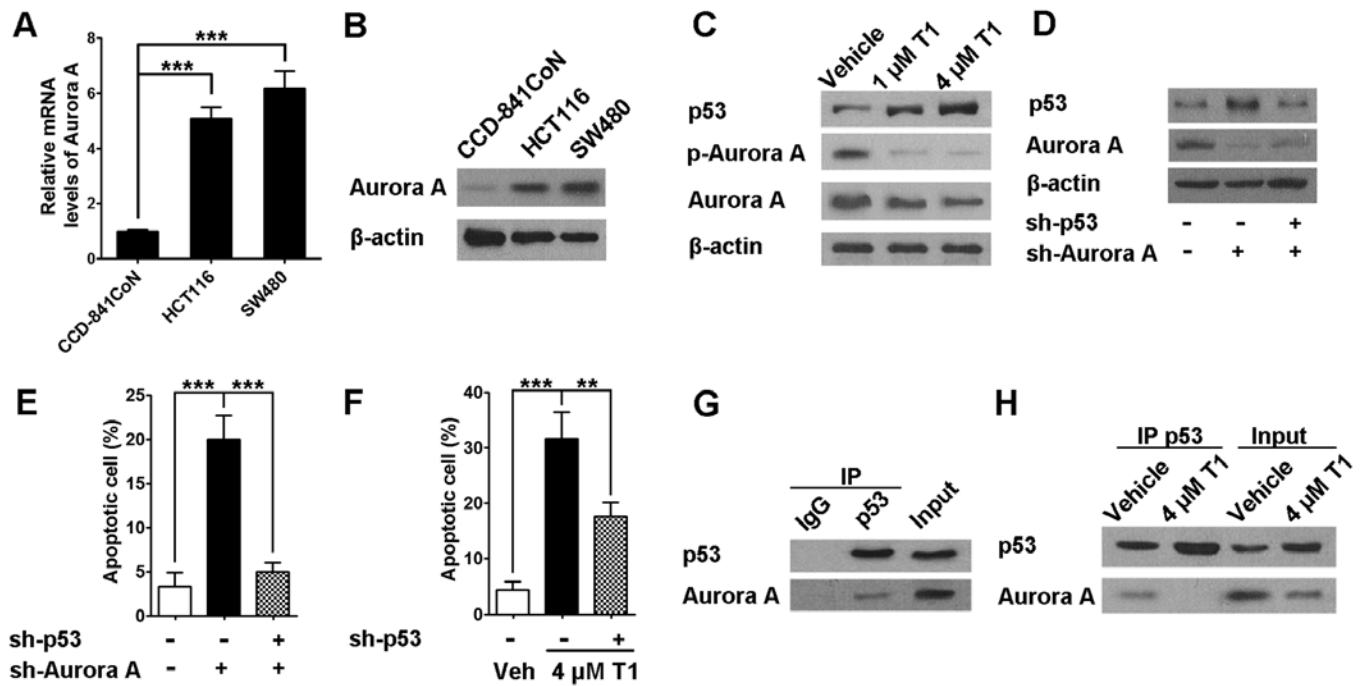 A
Relative mRNA
levels of Aurora A
8
6
4
2
0
***
***
CCD-841CoN
HCT116
SW480
B
CCD-841CoN
HCT116
SW480
Aurora A
β-actin
C
Vehicle
1 µM T1
4 µM T1
p53
p-Aurora A
Aurora A
β-actin
D
p53
Aurora A
β-actin
sh-p53 - - +
sh-Aurora A - + +
E
Apoptotic cell (%)
25
20
15
10
5
0
*** ***
sh-p53 - - +
sh-Aurora A - + +
F
Apoptotic cell (%)
40
30
20
10
0
*** **
sh-p53 - - +
Veh 4 µM T1
G
IP
IgG
p53
Input
p53
Aurora A
H
IP p53 Input
Vehicle
4 µM T1
Vehicle
4 µM T1
p53
Aurora A